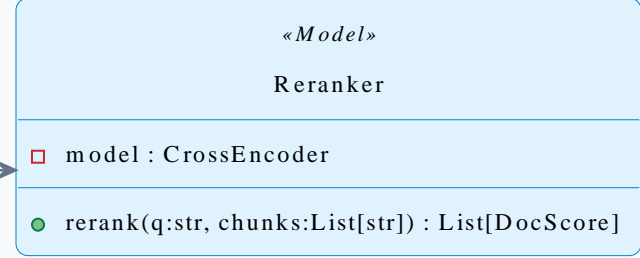 «Model»
Reranker
model : CrossEncoder
rerank(q:str, chunks:List[str]) : List[DocScore]